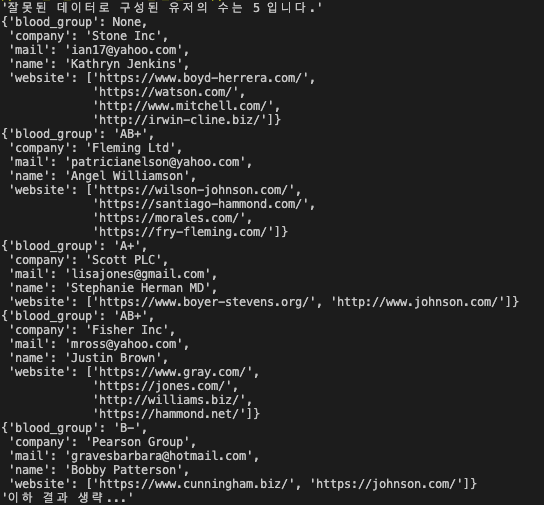 '잘못된 데이터로 구성된 유저의 수는 5 입니다.'
{'blood_group': None,
 'company': 'Stone Inc',
 'mail': 'ian17@yahoo.com',
 'name': 'Kathryn Jenkins',
 'website': ['https://www.boyd-herrera.com/',
             'https://watson.com/',
             'http://www.mitchell.com/',
             'http://irwin-cline.biz/']}
{'blood_group': 'AB+',
 'company': 'Fleming Ltd',
 'mail': 'patricianelson@yahoo.com',
 'name': 'Angel Williamson',
 'website': ['https://wilson-johnson.com/',
             'https://santiago-hammond.com/',
             'https://morales.com/',
             'https://fry-fleming.com/']}
{'blood_group': 'A+',
 'company': 'Scott PLC',
 'mail': 'lisajones@gmail.com',
 'name': 'Stephanie Herman MD',
 'website': ['https://www.boyer-stevens.org/', 'http://www.johnson.com/']}
{'blood_group': 'AB+',
 'company': 'Fisher Inc',
 'mail': 'mross@yahoo.com',
 'name': 'Justin Brown',
 'website': ['https://www.gray.com/',
             'https://jones.com/',
             'http://williams.biz/',
             'https://hammond.net/']}
{'blood_group': 'B-',
 'company': 'Pearson Group',
 'mail': 'gravesbarbara@hotmail.com',
 'name': 'Bobby Patterson',
 'website': ['https://www.cunningham.biz/', 'https://johnson.com/']}
'이하 결과 생략...'